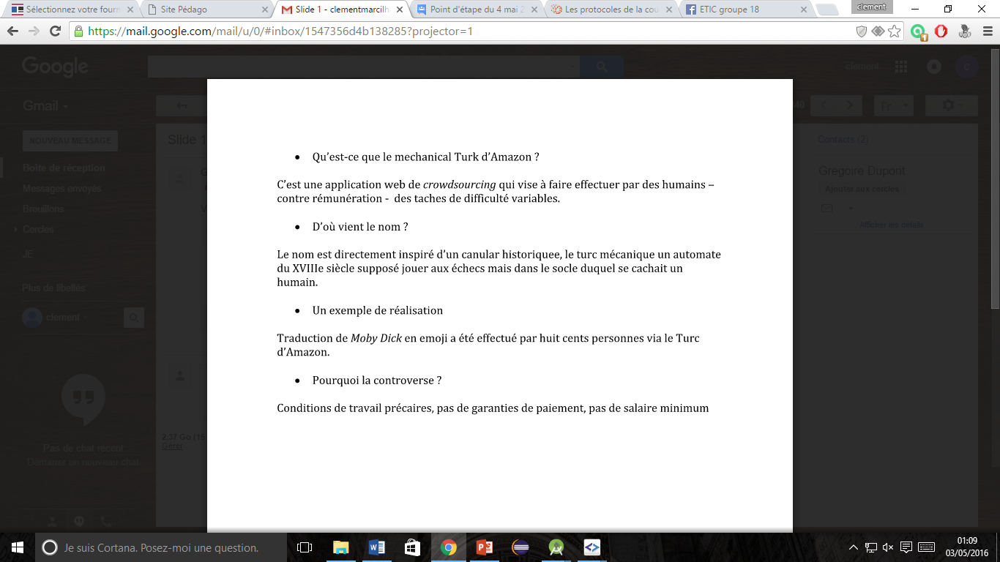 Sélectionnez votre fourn
Site Pédago
Slide 1 - clementmarcilh
Point d'étape du 4 mai 2
Les protocoles de la cou
ETIC groupe 18
clement
https://mail.google.com/mail/u/0/#inbox/1547356d4b138285?projector=1
Google
clement
C
Gmail
40
Fr
NOUVEAU MESSAGE
Slide 1
Contacts (2)
Boîte de réception
Messages envoyés
Brouillons
Cercles
JE
Plus de libellés
clement
Gregoire Dupont
Ajouter aux cercles
Afficher les détails
• Qu’est-ce que le mechanical Turk d’Amazon ?
C’est une application web de crowdsourcing qui vise à faire effectuer par des humains –
contre rémunération - des taches de difficulté variables.
• D’où vient le nom ?
Le nom est directement inspiré d’un canular historiquee, le turc mécanique un automate
du XVIIIe siècle supposé jouer aux échecs mais dans le socle duquel se cachait un
humain.
• Un exemple de réalisation
Traduction de Moby Dick en emoji a été effectué par huit cents personnes via le Turc
d’Amazon.
• Pourquoi la controverse ?
Conditions de travail précaires, pas de garanties de paiement, pas de salaire minimum
2,37 Go (15
Gérer
Pas de chat récent
Démarrer un nouveau chat
Je suis Cortana. Posez-moi une question.
01:09
03/05/2016